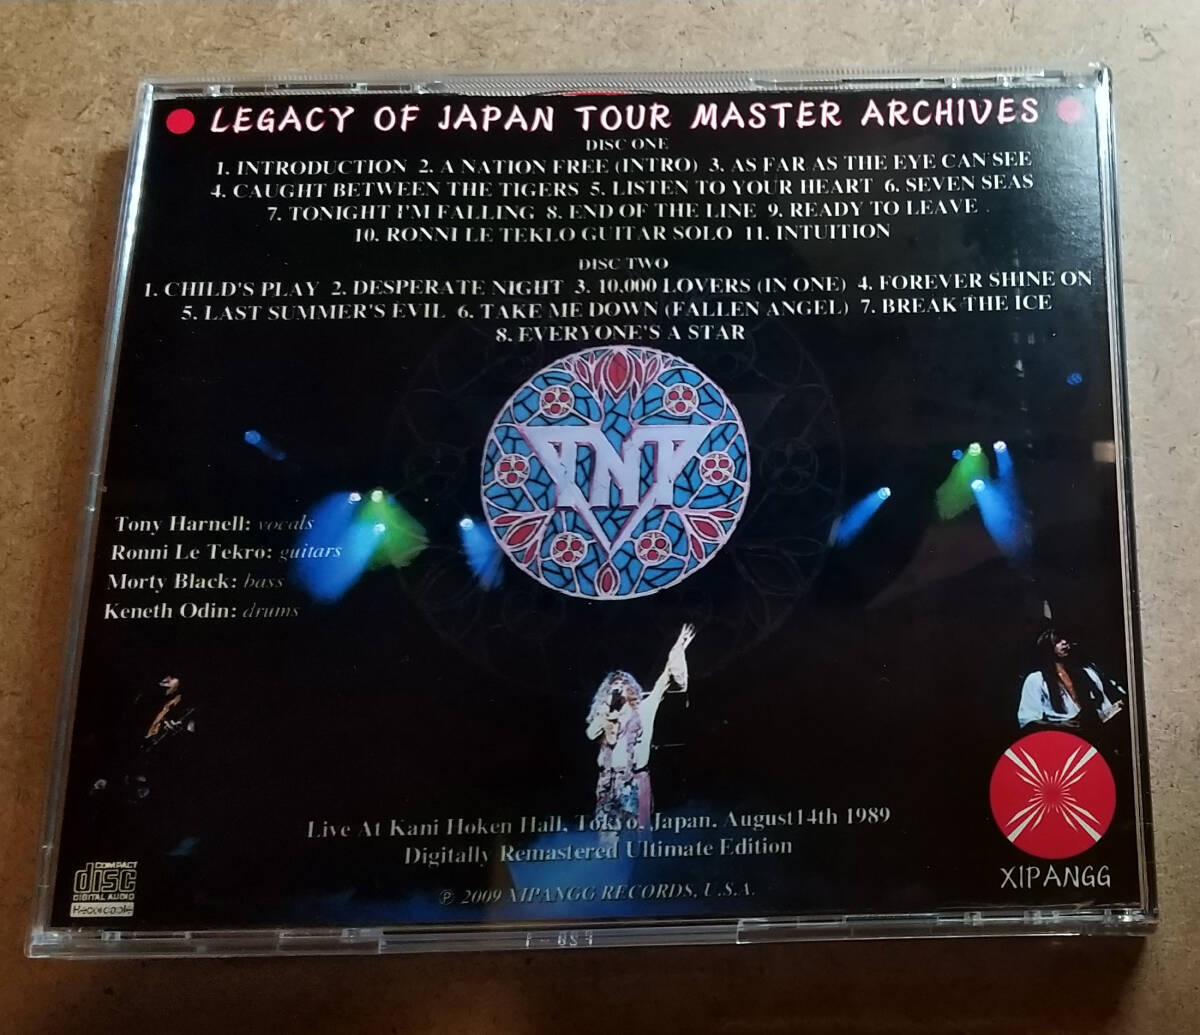 LEGACY OF JAPAN TOUR MASTER ARCHIVES
DISC ONE
1. INTRODUCTION 2. A NATION FREE (INTRO) 3. AS FAR AS THE EYE CAN SEE
4. CAUGHT BETWEEN THE TIGERS 5. LISTEN TO YOUR HEART 6. SEVEN SEAS
7. TONIGHT I'M FALLING 8. END OF THE LINE 9. READY TO LEAVE
10. RONNI LE TEKLO GUITAR SOLO 11. INTUITION
DISC TWO
1. CHILD'S PLAY 2. DESPERATE NIGHT 3. 10.000 LOVERS (IN ONE) 4. FOREVER SHINE ON
5. LAST SUMMER'S EVIL 6. TAKE ME DOWN (FALLEN ANGEL) 7. BREAK THE ICE
8. EVERYONE'S A STAR
TNT
Tony Harnell: vocals
Ronni Le Tekro: guitars
Morty Black: bass
Keneth Odin: drums
Live At Kani Hoken Hall, Tokyo, Japan, August14th 1989
Digitally Remastered Ultimate Edition
℗ 2009 XIPANGG RECORDS, U.S.A.
COMPACT
disc
DIGITAL AUDIO
Recordable
XIPANGG